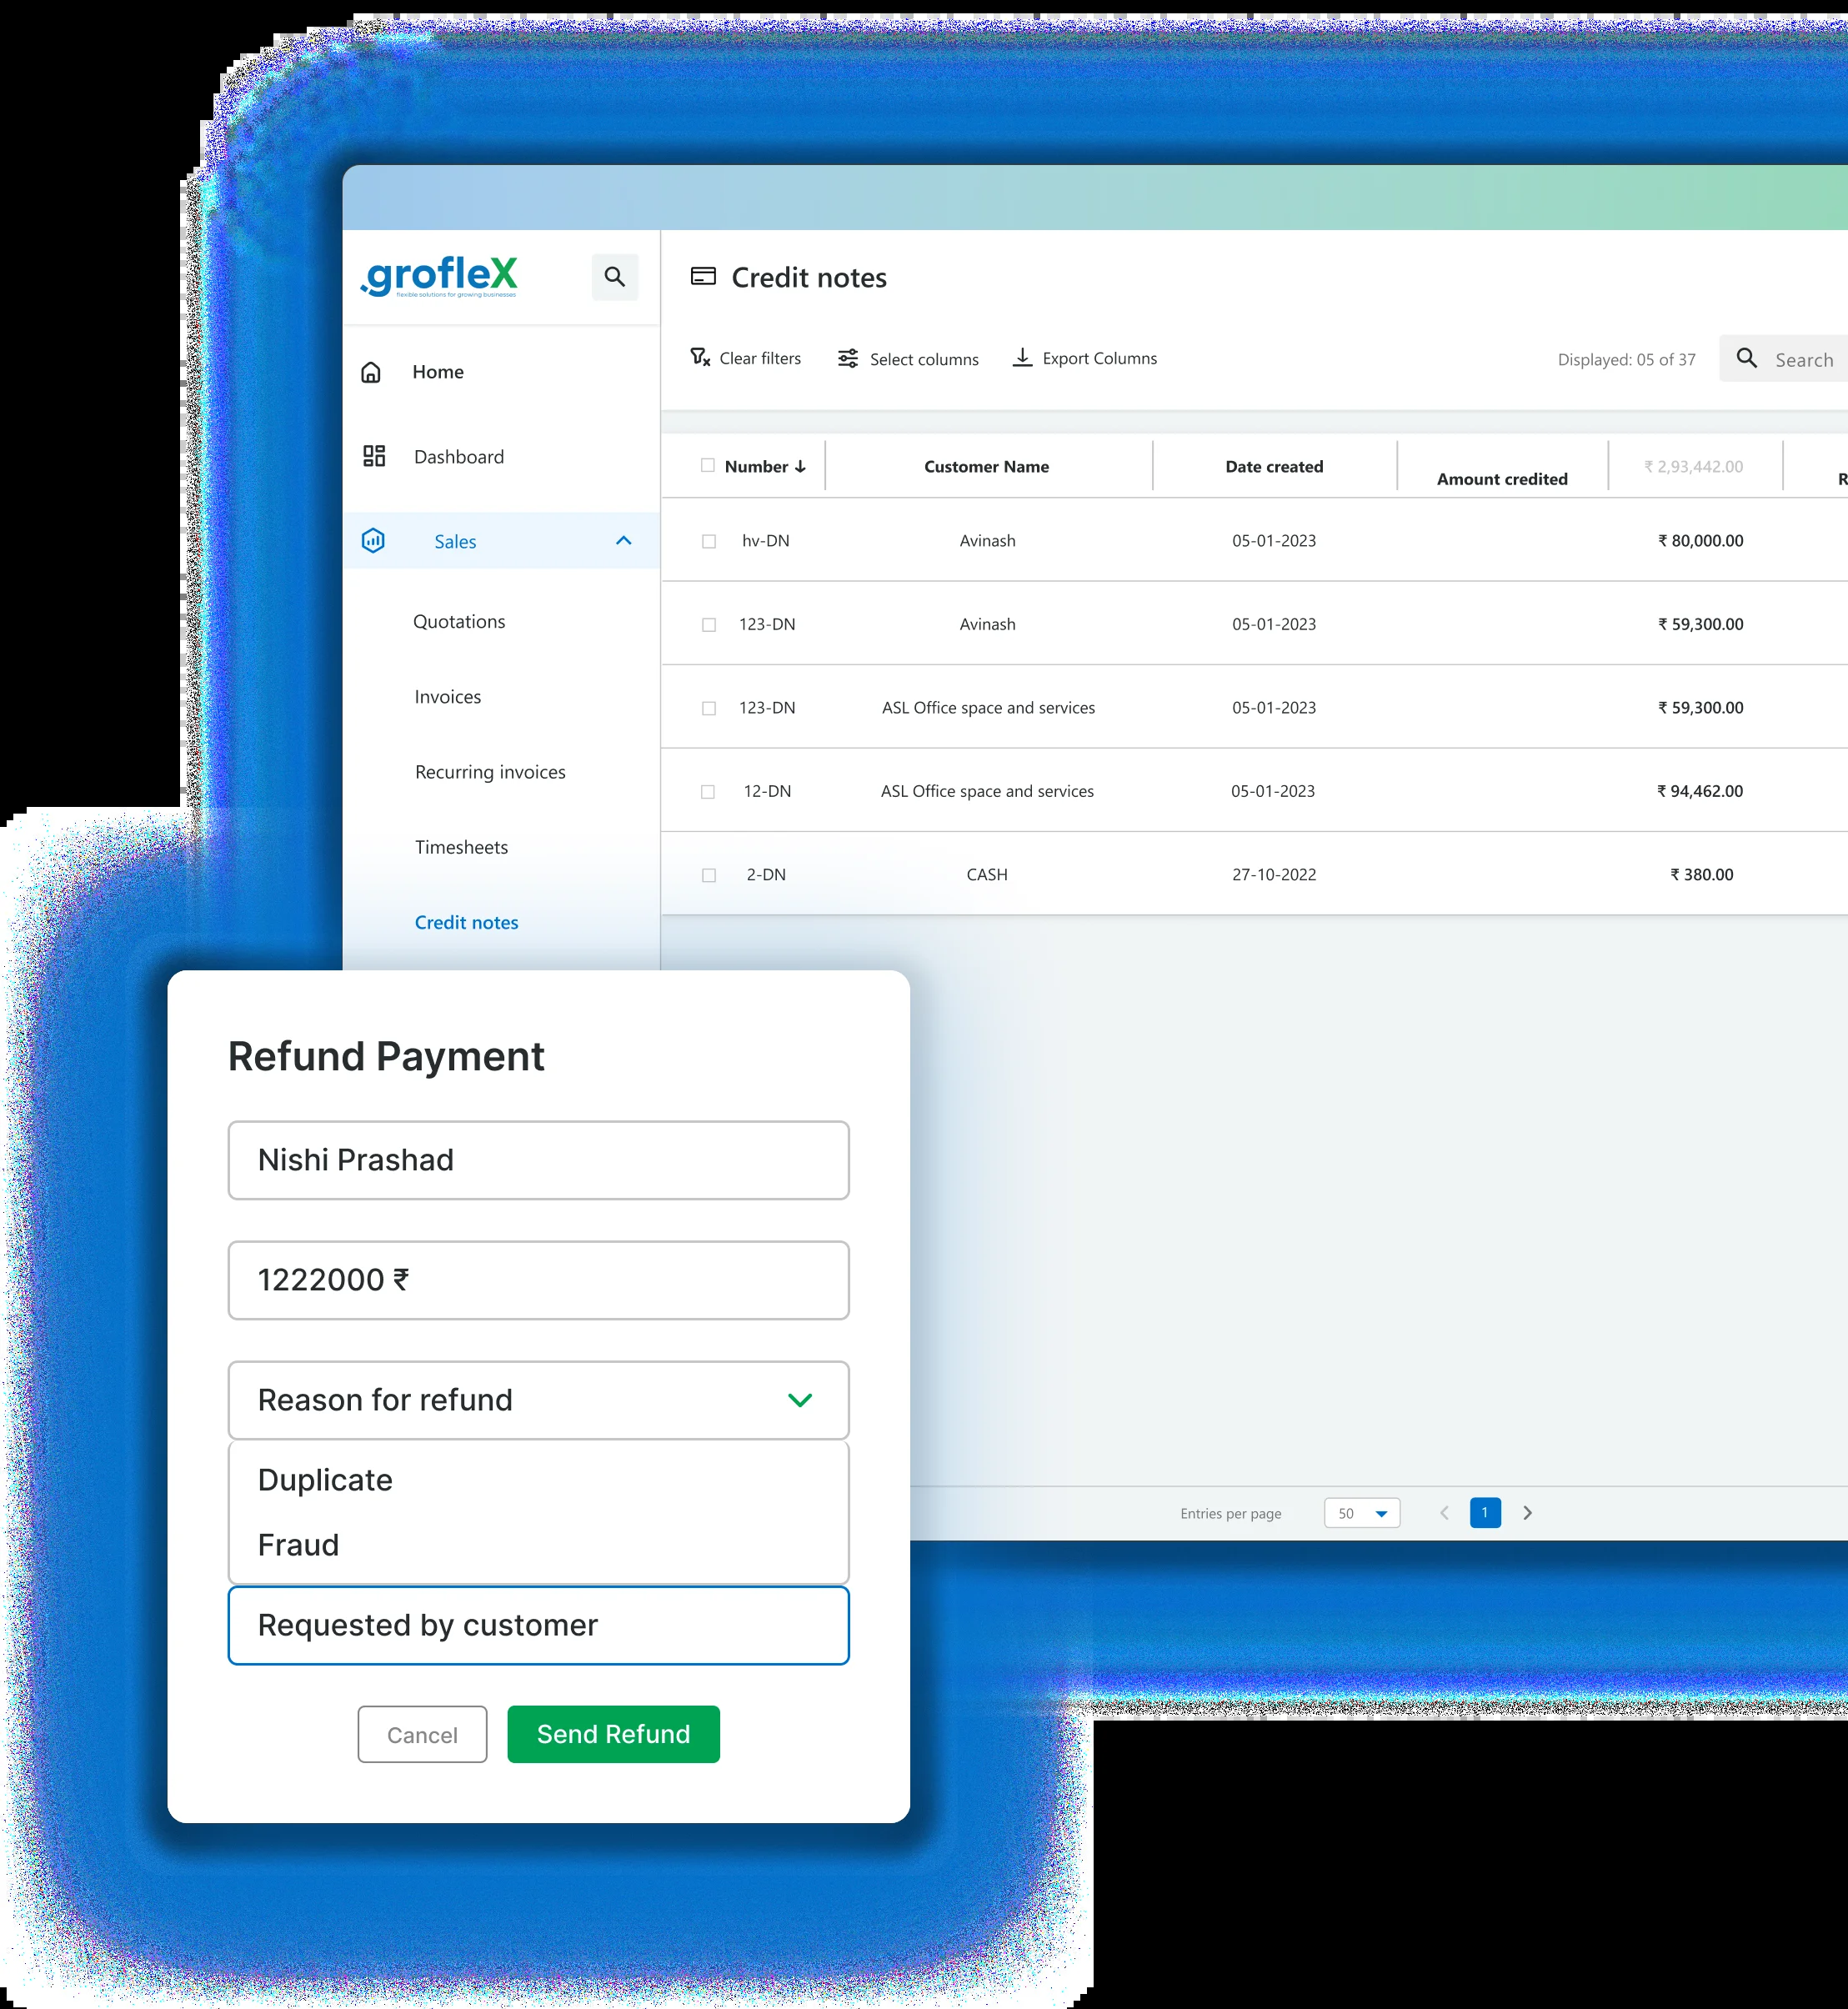 .grofleX
flexible solutions for growing businesses
Credit notes
Home
Clear filters
Select columns
Export Columns
Displayed: 05 of 37
Search
Dashboard
Number ↓
Customer Name
Date created
Amount credited
₹ 2,93,442.00
R
Sales
hv-DN
Avinash
05-01-2023
₹ 80,000.00
Quotations
123-DN
Avinash
05-01-2023
₹ 59,300.00
Invoices
123-DN
ASL Office space and services
05-01-2023
₹ 59,300.00
Recurring invoices
12-DN
ASL Office space and services
05-01-2023
₹ 94,462.00
Timesheets
2-DN
CASH
27-10-2022
₹ 380.00
Credit notes
Refund Payment
Nishi Prashad
1222000 ₹
Reason for refund
Duplicate
Fraud
Requested by customer
Cancel
Send Refund
Entries per page
50
1